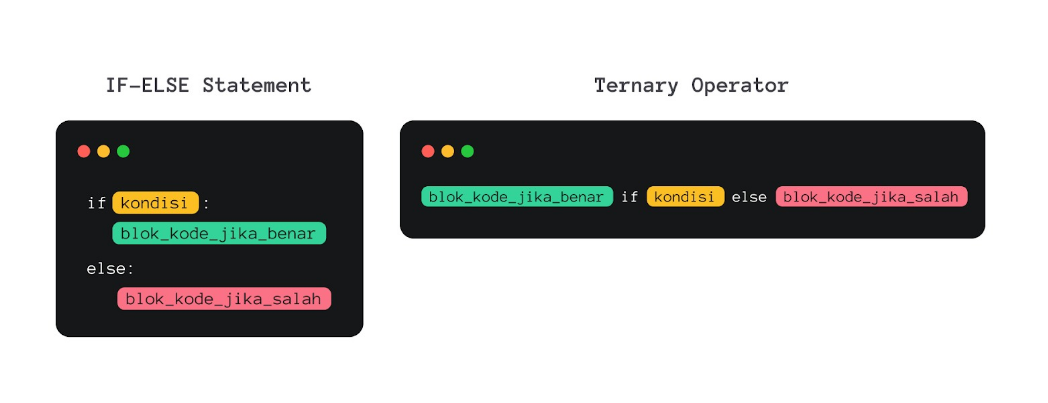 IF-ELSE Statement
if kondisi :
blok_kode_jika_benar
else:
blok_kode_jika_salah
Ternary Operator
blok_kode_jika_benar if kondisi else blok_kode_jika_salah